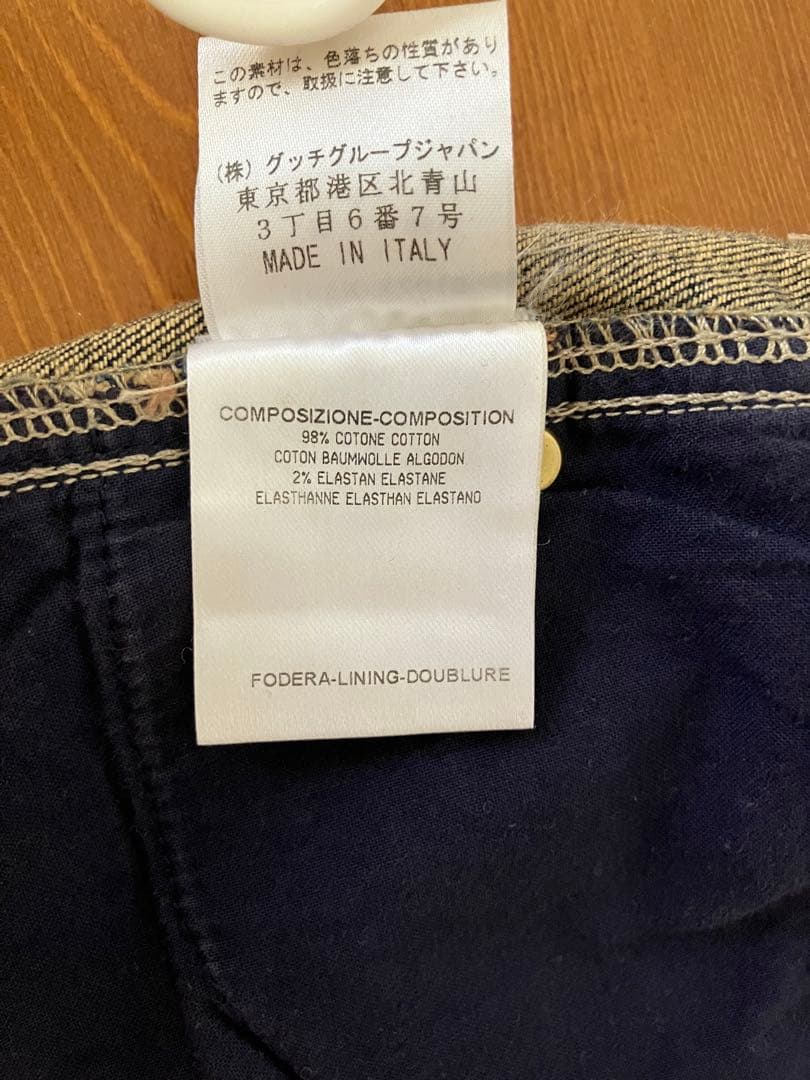 この素材は、色落ちの性質があり
ますので、取扱に注意して下さい。
(株) グッチグループジャパン
東京都港区北青山
3丁目6番7号
MADE IN ITALY
COMPOSIZIONE-COMPOSITION
98% COTONE COTTON
COTON BAUMWOLLE ALGODON
2% ELASTAN ELASTANE
ELASTHANNE ELASTHAN ELASTANO
FODERA-LINING-DOUBLURE